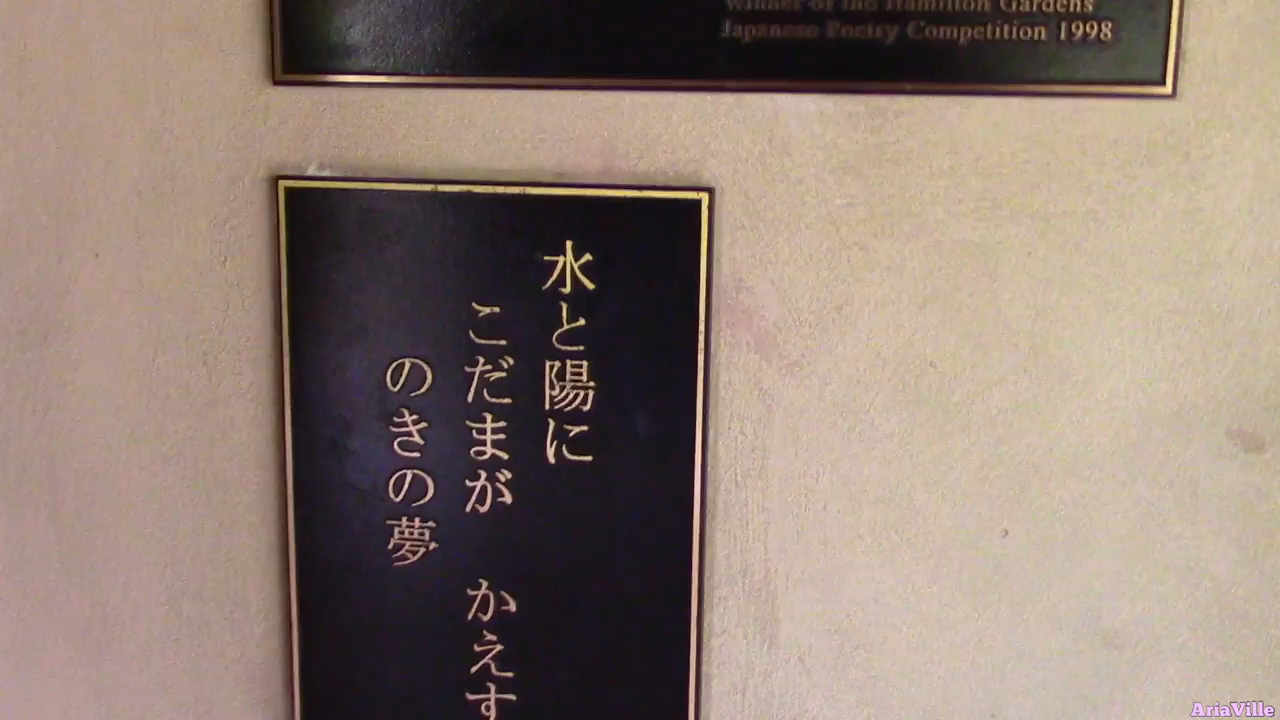 Winner of the Hamilton Gardens
Japanese Poetry Competition 1998
水と陽に
こだまが かえす
のきの夢
AriaVille